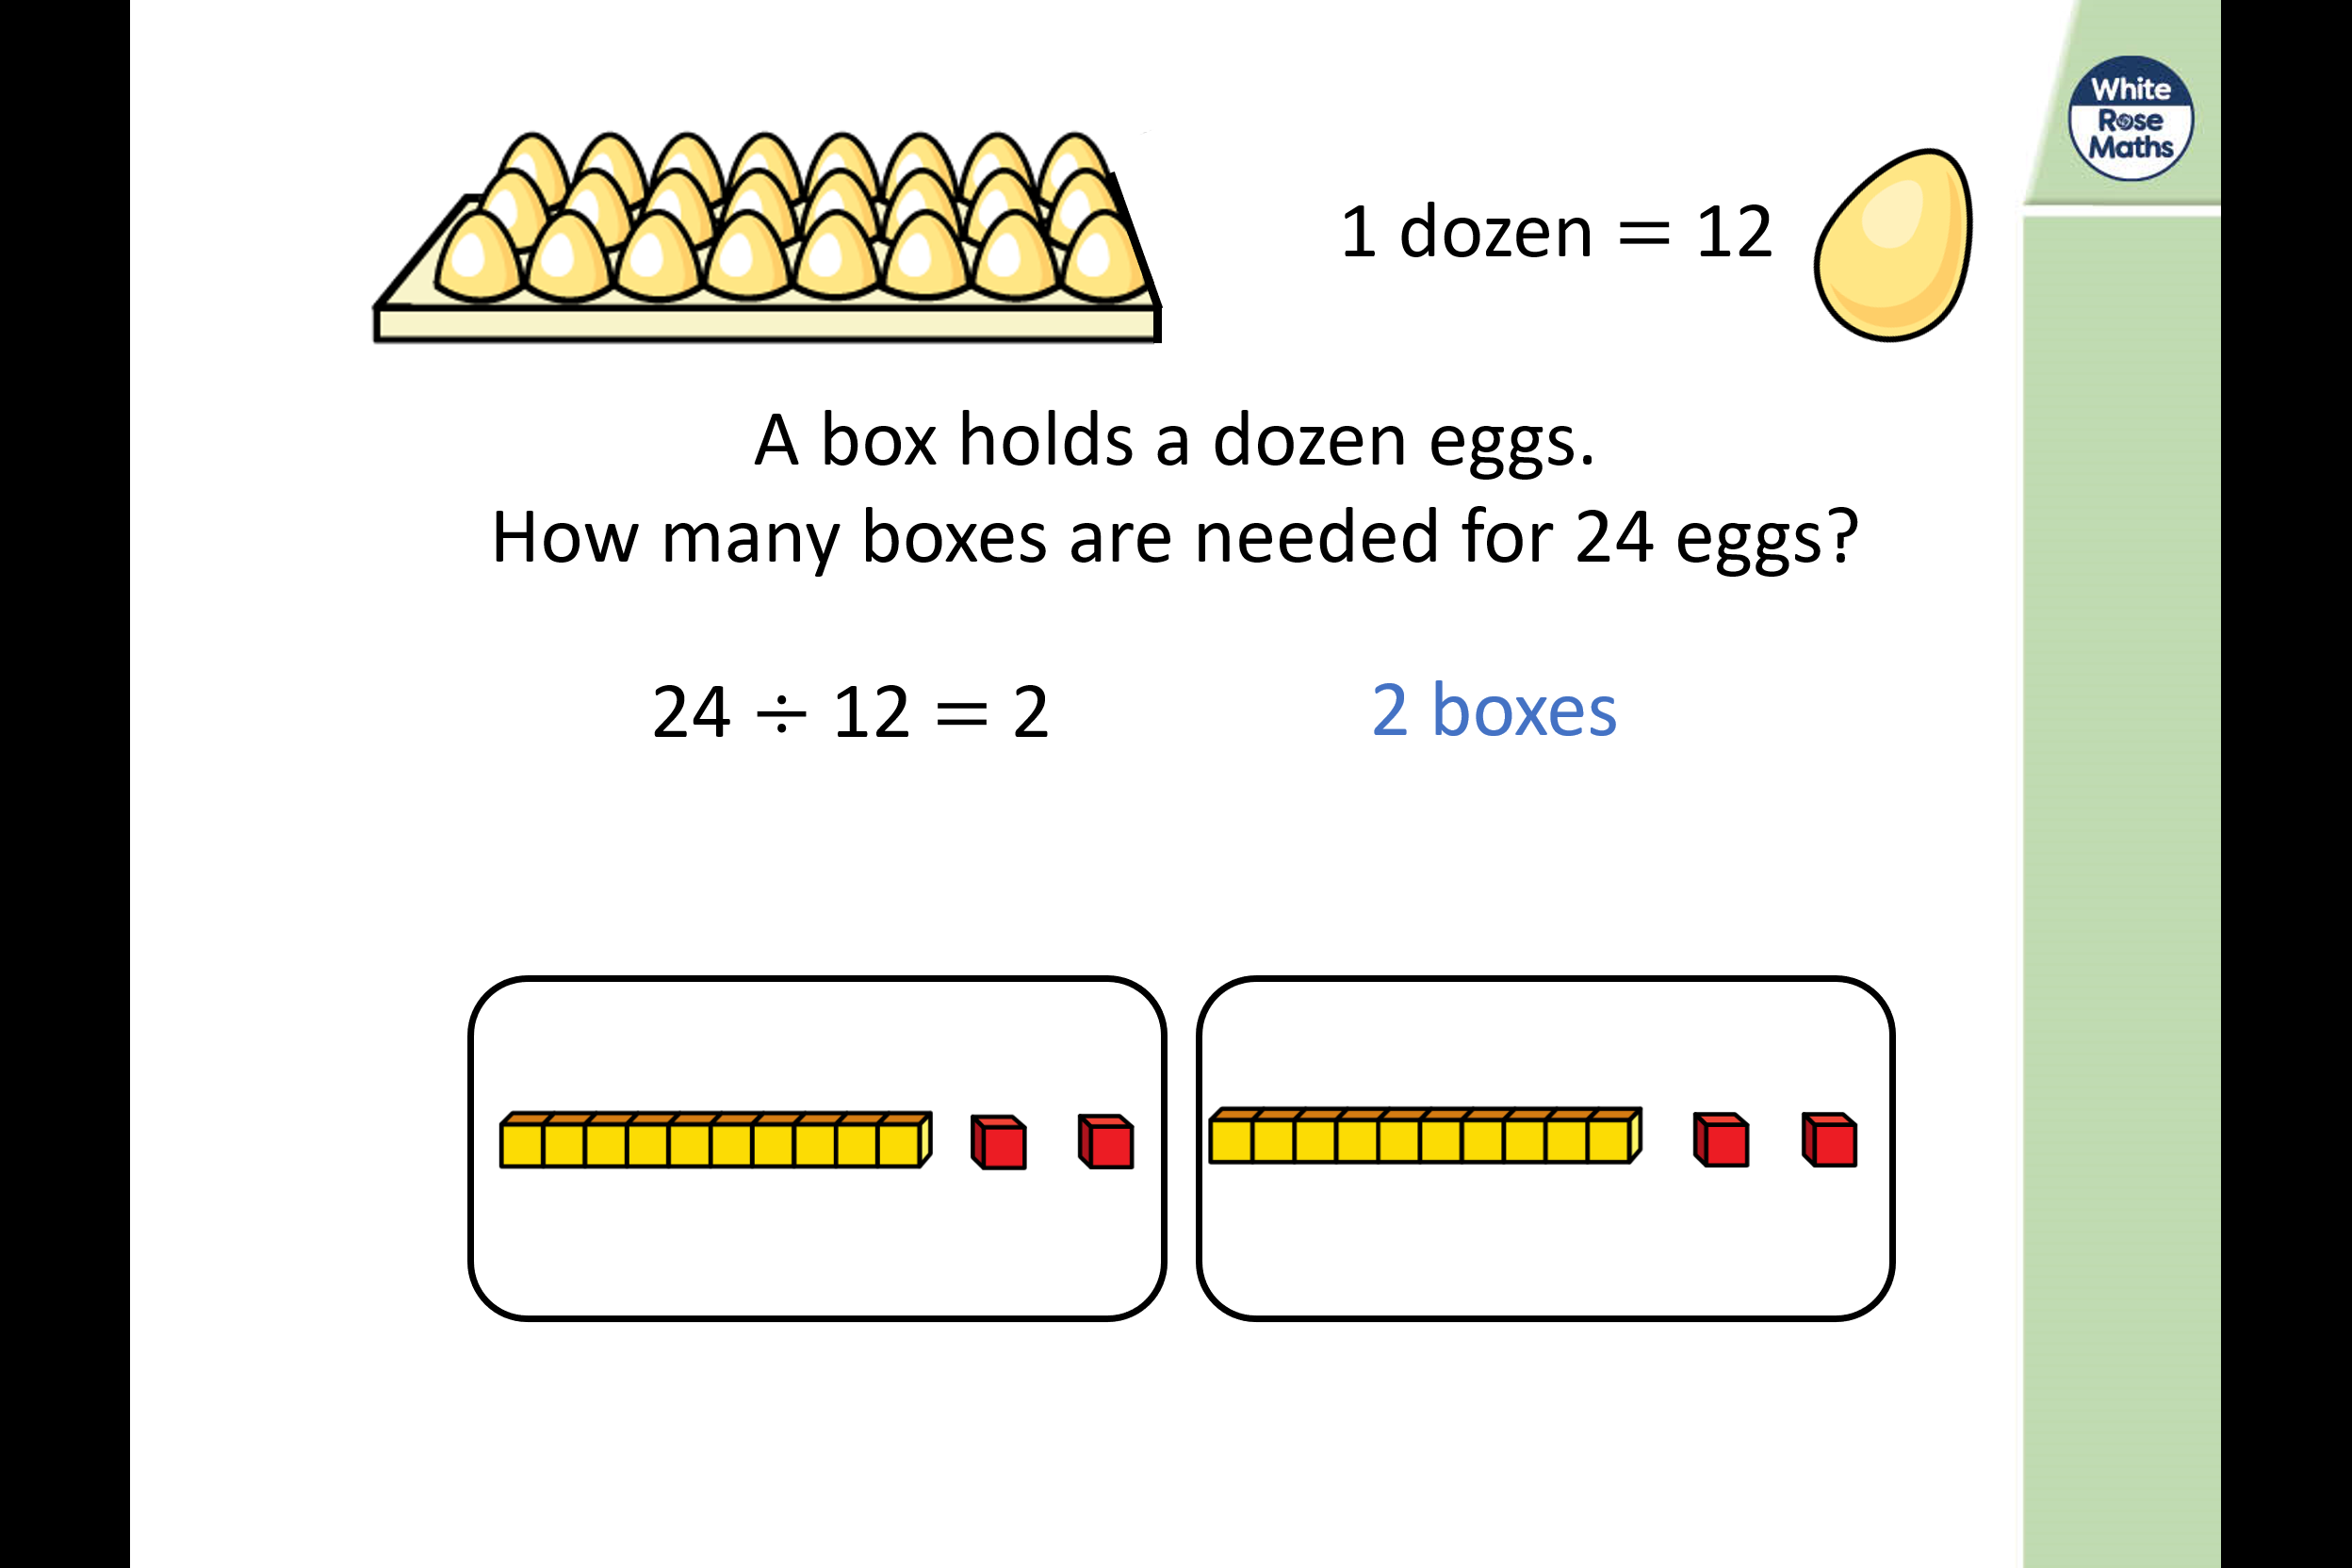 White
Rose
Maths
1 dozen = 12
A box holds a dozen eggs.
How many boxes are needed for 24 eggs?
24 ÷ 12 = 2
2 boxes